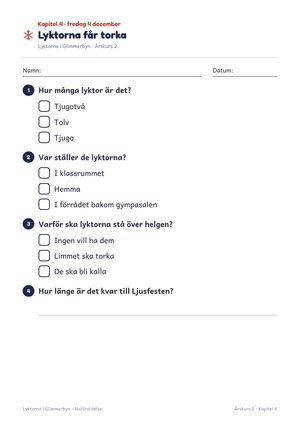 Kapitel 4 · fredag 4 december
Lyktorna får torka
Lyktorna i Glimmerbyn · Årskurs 2
Namn:
Datum:
1 Hur många lyktor är det?
Tjugotvå
Tolv
Tjugo
2 Var ställer de lyktorna?
I klassrummet
Hemma
I förrådet bakom gympasalen
3 Varför ska lyktorna stå över helgen?
Ingen vill ha dem
Limmet ska torka
De ska bli kalla
4 Hur länge är det kvar till Ljusfesten?
Lyktorna i Glimmerbyn – läsförståelse
Årskurs 2 · Kapitel 4